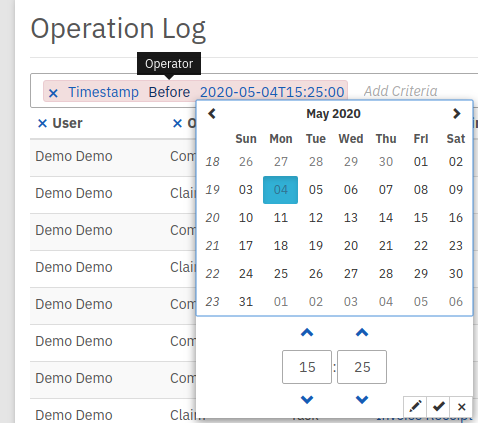 Operation Log
Operator
× Timestamp Before 2020-05-04T15:25:00 Add Criteria
May 2020
× User ×
Sun Mon Tue Wed Thu Fri Sat
Demo Demo Com 18 26 27 28 29 30 01 02
Demo Demo Clai 19 03 04 05 06 07 08 09
Demo Demo Com 20 10 11 12 13 14 15 16
Demo Demo Clai 21 17 18 19 20 21 22 23
22 24 25 26 27 28 29 30
Demo Demo Com 23 31 01 02 03 04 05 06
Demo Demo Clai
Demo Demo Com 15 : 25
Demo Demo Claim Task Invoice Receipt